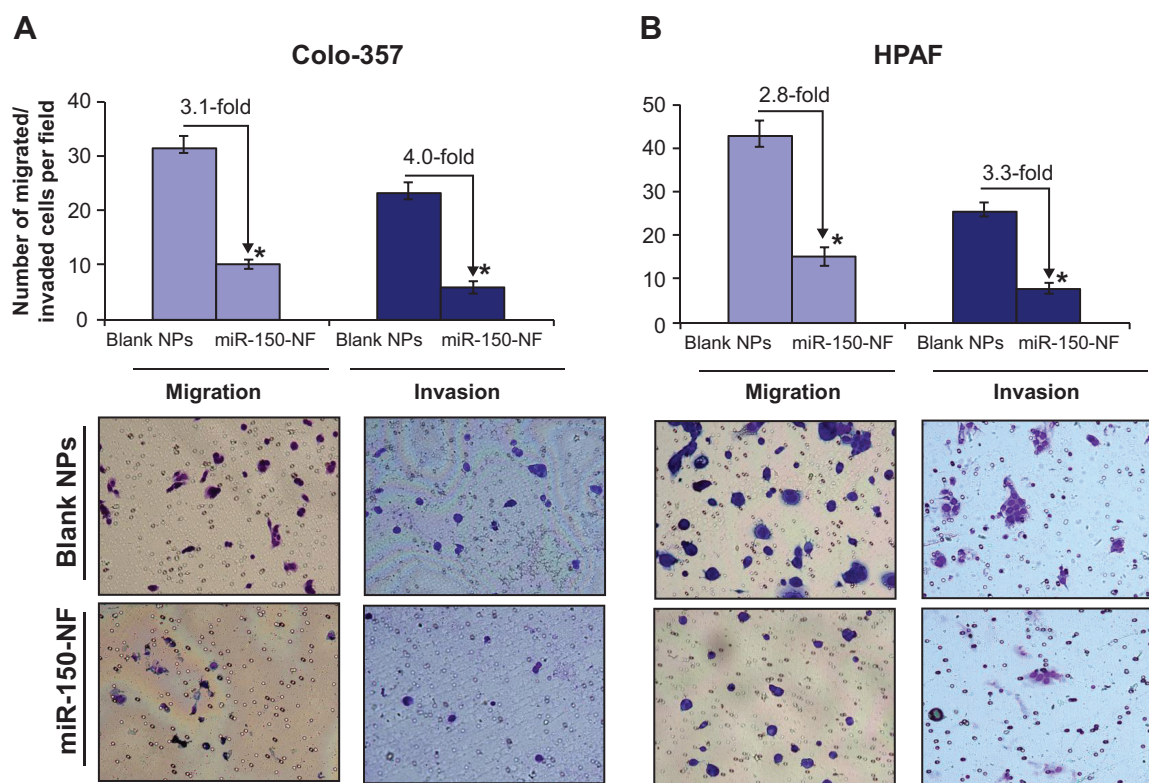 A
Colo-357
Number of migrated/
invaded cells per field
40
30
20
10
0
3.1-fold
4.0-fold
*
*
Blank NPs
miR-150-NF
Blank NPs
miR-150-NF
Migration
Invasion
B
HPAF
50
40
30
20
10
0
2.8-fold
3.3-fold
*
*
Blank NPs
miR-150-NF
Blank NPs
miR-150-NF
Migration
Invasion
Blank NPs
miR-150-NF